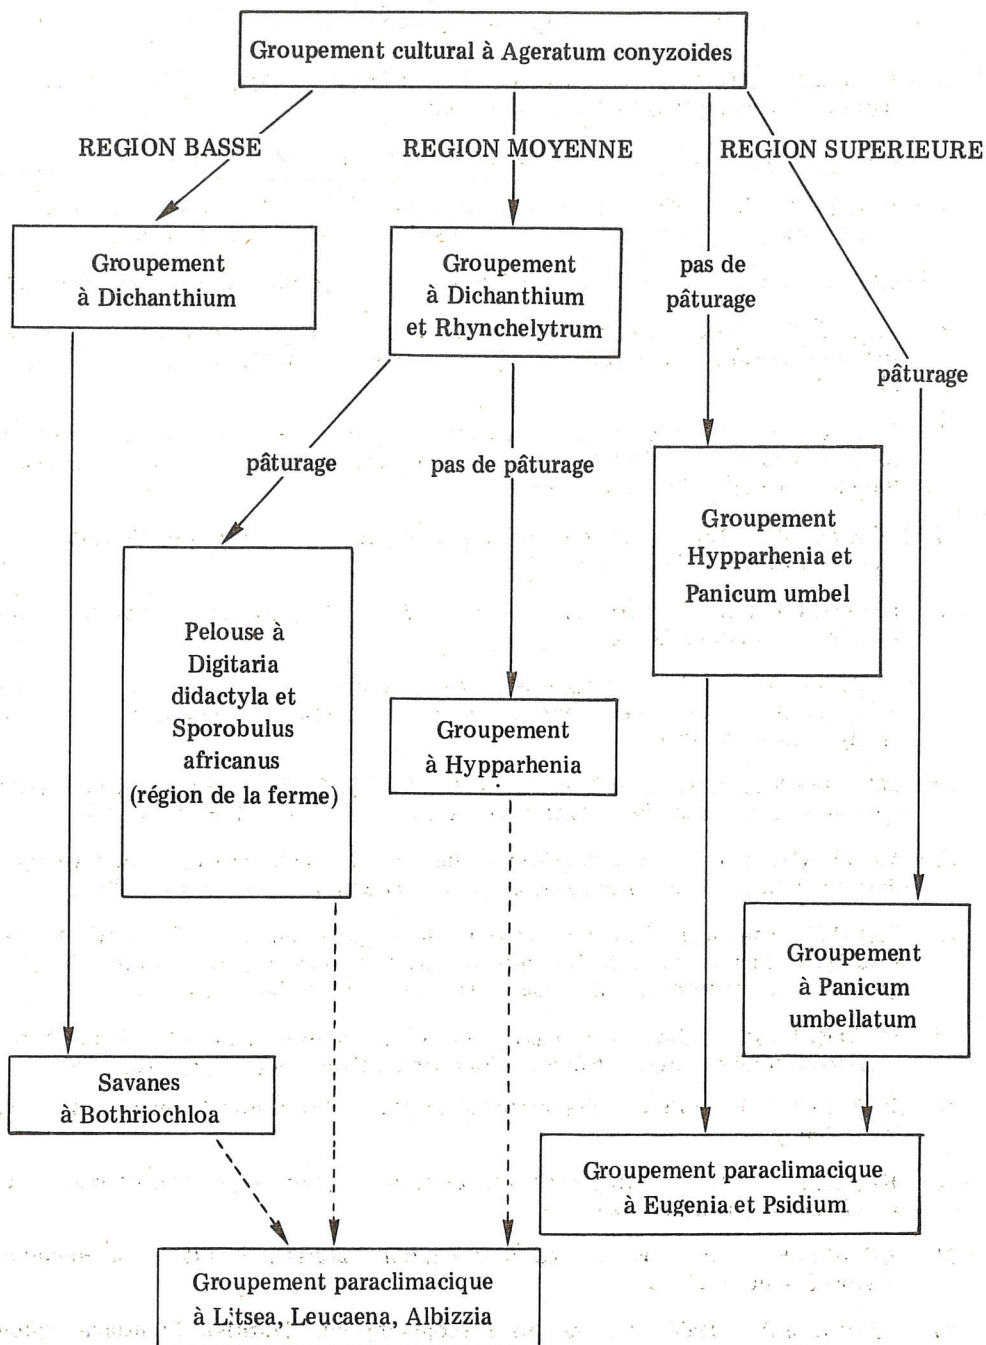 Groupement cultural à Ageratum conyzoides
REGION BASSE
REGION MOYENNE
REGION SUPERIEURE
Groupement
à Dichanthium
Groupement
à Dichanthium
et Rhynchelytrum
pas de
pâturage
pâturage
pâturage
pas de pâturage
Groupement
Hypparhenia et
Panicum umbel
Pelouse à
Digitaria
didactyla et
Sporobulus
africanus
(région de la ferme)
Groupement
à Hypparhenia
Groupement
à Panicum
umbellatum
Savanes
à Bothriochloa
Groupement paraclimacique
à Eugenia et Psidium
Groupement paraclimacique
à Litsea, Leucaena, Albizzia